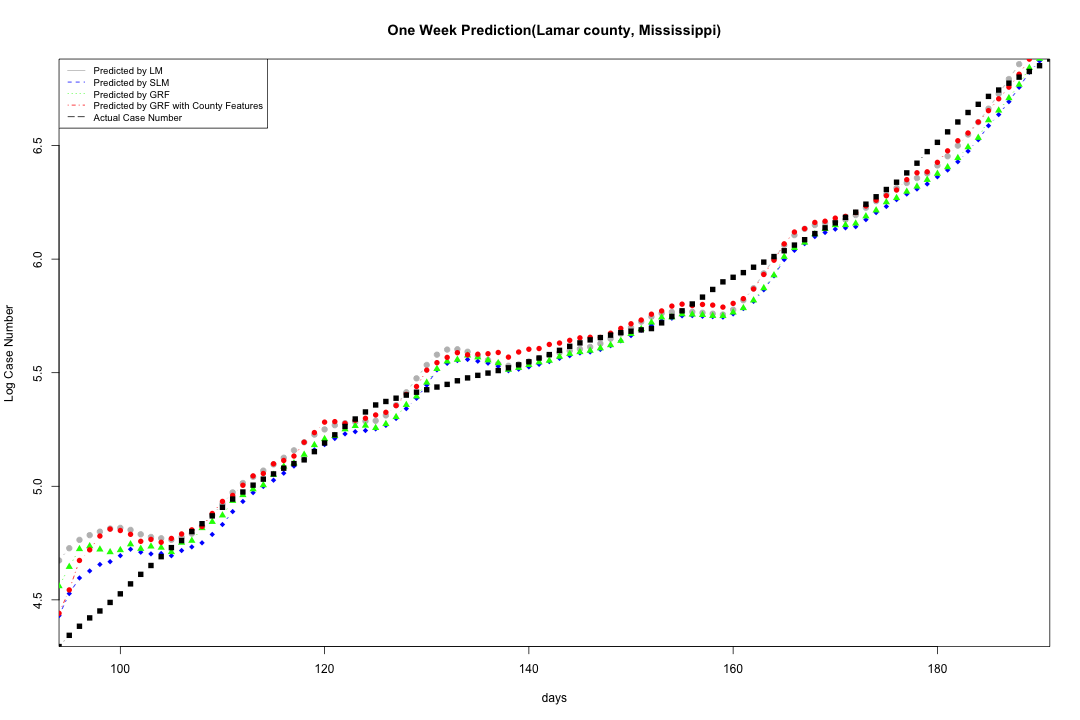 One Week Prediction(Lamar county, Mississippi)
Predicted by LM
Predicted by SLM
Predicted by GRF
Predicted by GRF with County Features
Actual Case Number
Log Case Number
6.5
6.0
5.5
5.0
4.5
100 120 140 160 180
days